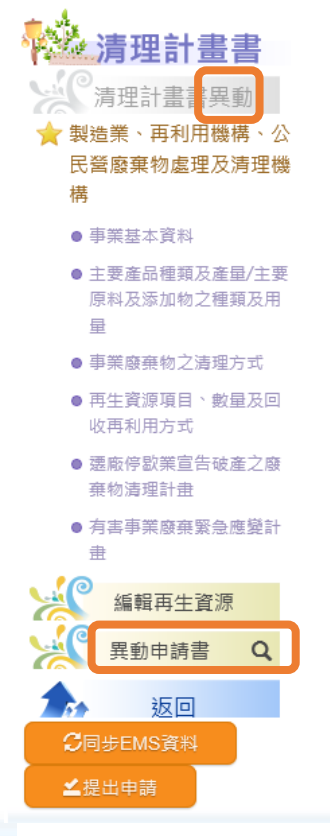 清理計畫書
清理計畫書異動
製造業、再利用機構、公
民營廢棄物處理及清理機
構
事業基本資料
主要產品種類及產量/主要
原料及添加物之種類及用
量
事業廢棄物之清理方式
再生資源項目、數量及回
收再利用方式
遷廠停歇業宣告破產之廢
棄物清理計畫
有害事業廢棄緊急應變計
畫
編輯再生資源
異動申請書
返回
同步EMS資料
提出申請